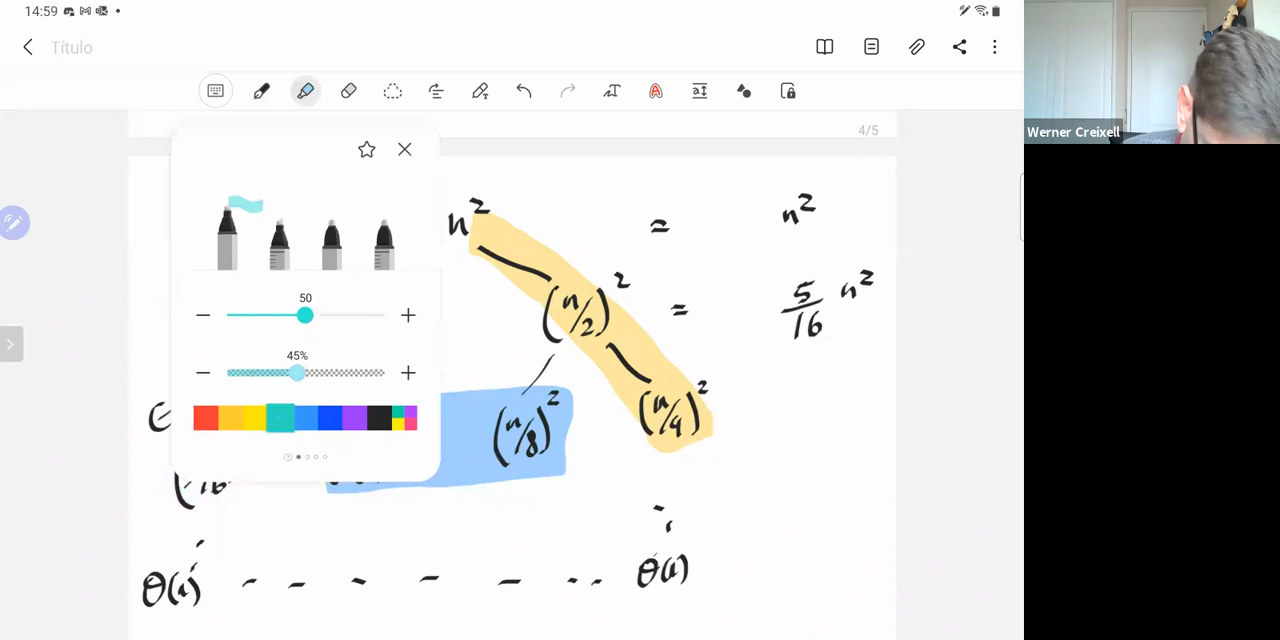 14:59
Título
4/5
n² = n²
50
(n/2)² = 5/16 n²
45%
(n/8)² (n/4)²
θ(1) - - - - - - - θ(1)
Werner Creixell